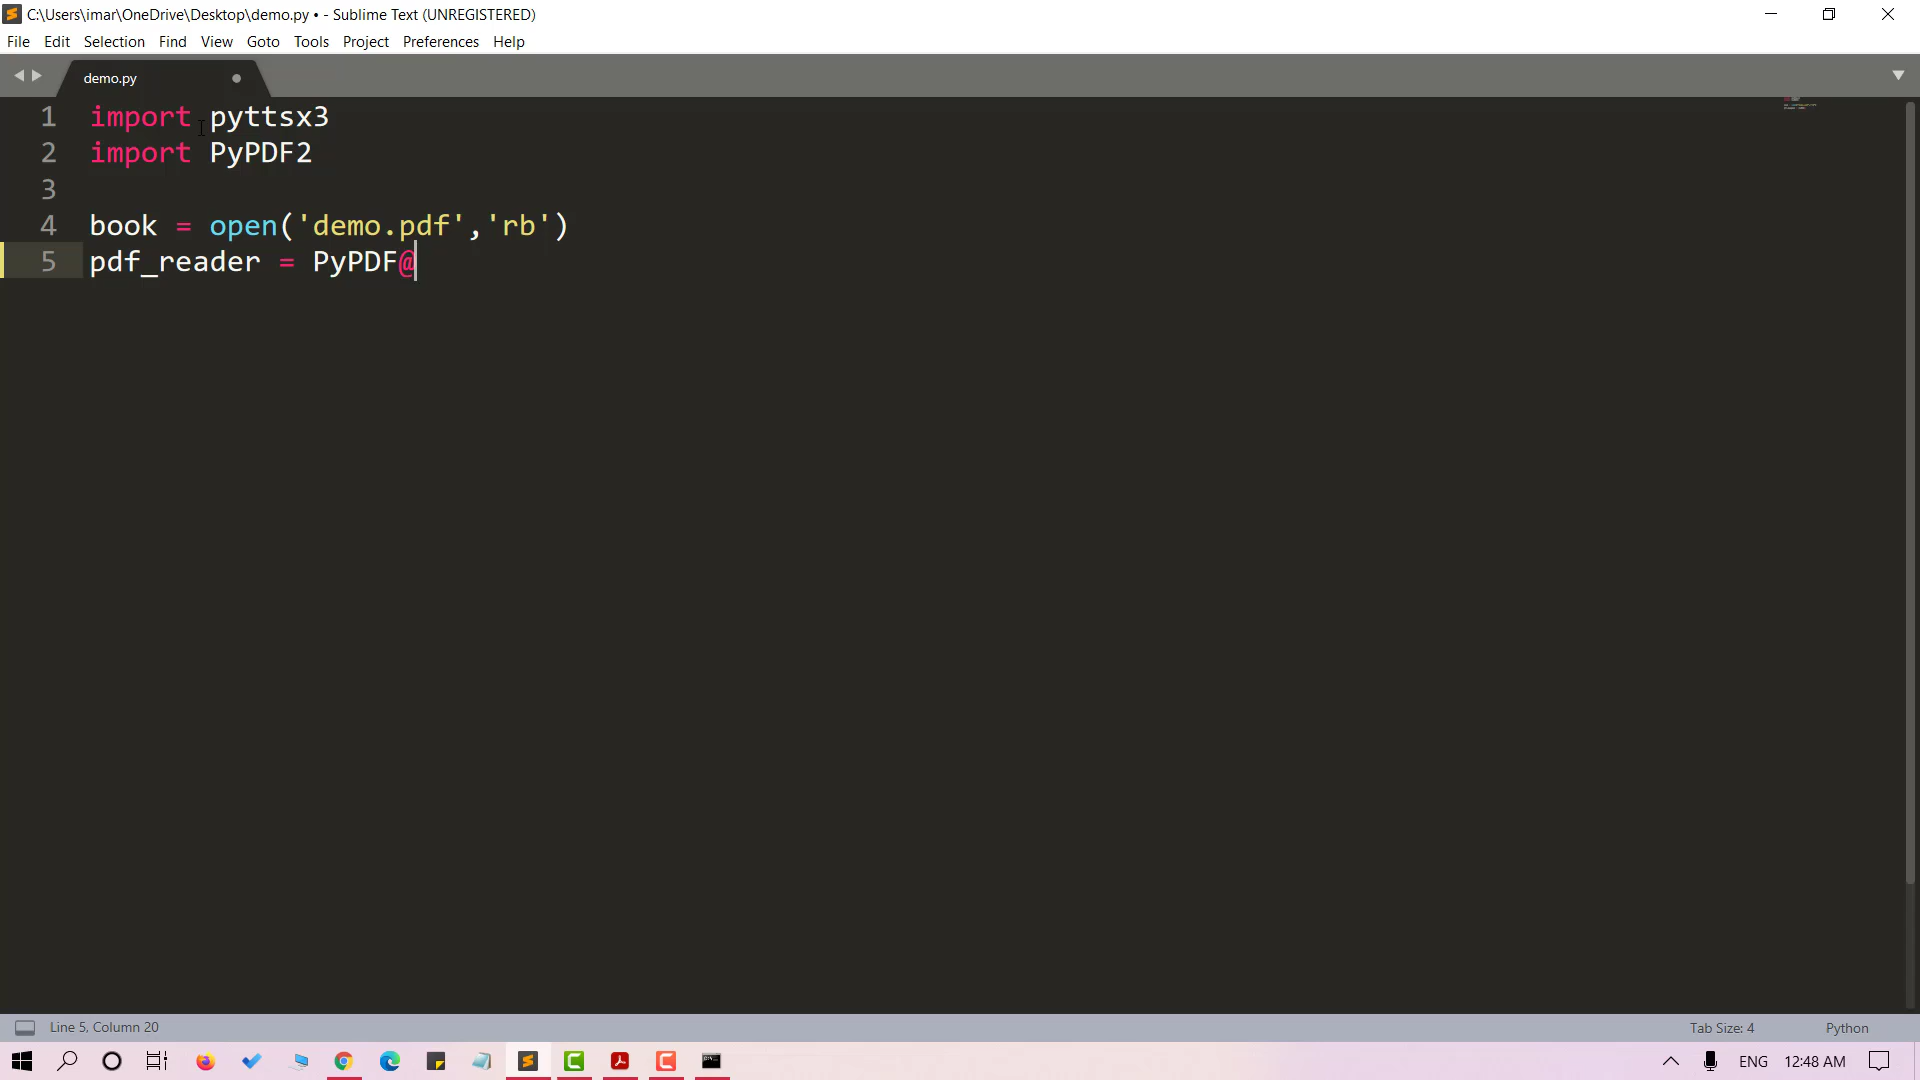 C:\Users\imar\OneDrive\Desktop\demo.py • - Sublime Text (UNREGISTERED)
File Edit Selection Find View Goto Tools Project Preferences Help
demo.py
1 import pyttsx3
2 import PyPDF2
3
4 book = open('demo.pdf','rb')
5 pdf_reader = PyPDF@
Line 5, Column 20 Tab Size: 4 Python
ENG 12:48 AM